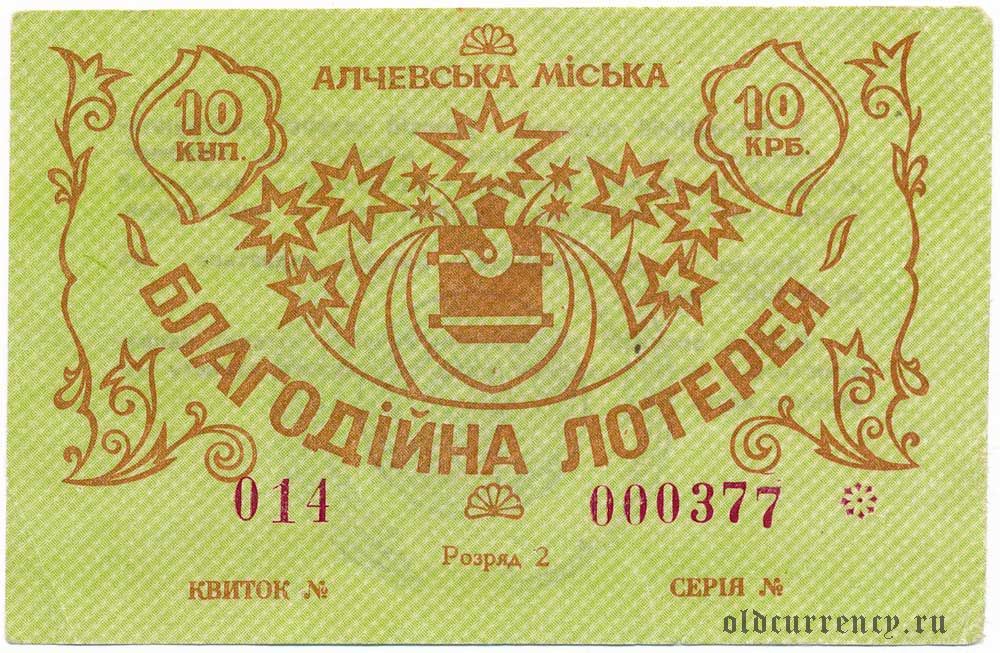 АЛЧЕВСЬКА МІСЬКА
10
КУП.
10
КРБ.
БЛАГОДІЙНА ЛОТЕРЕЯ
014
000377
Розряд 2
КВИТОК №
СЕРІЯ №
oldcurrency.ru